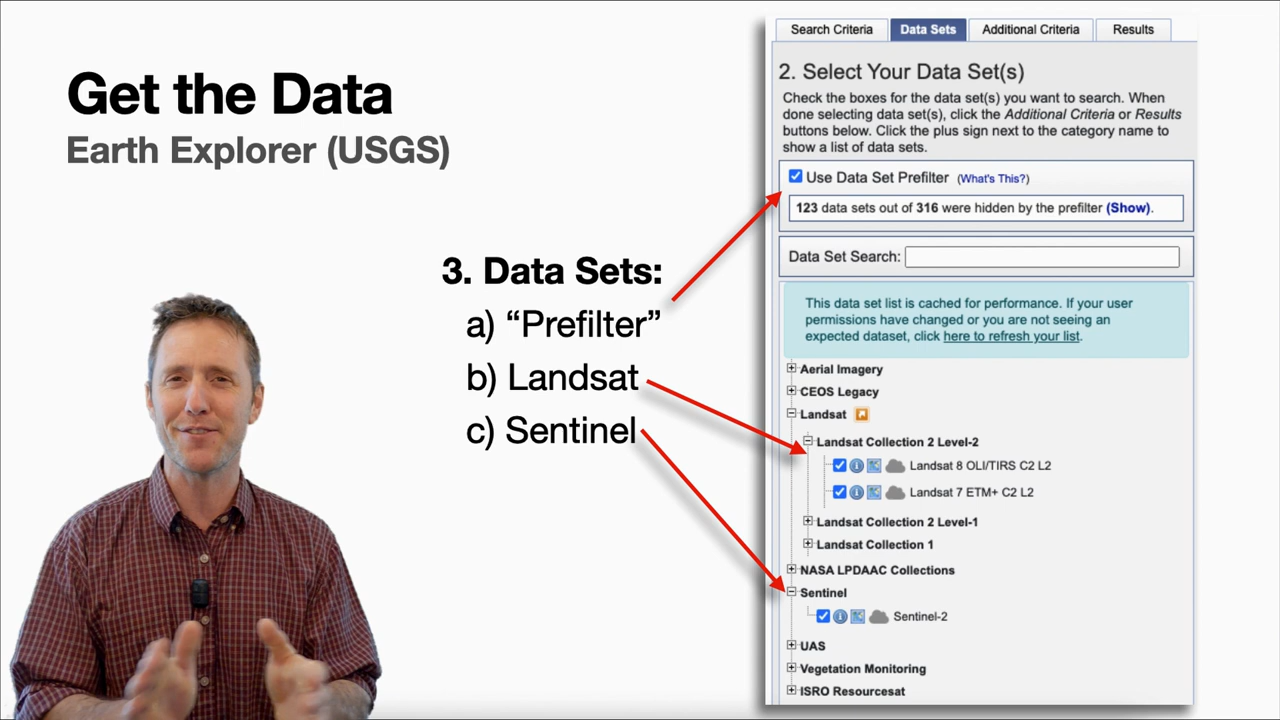 Get the Data
Earth Explorer (USGS)
3. Data Sets:
a) “Prefilter”
b) Landsat
c) Sentinel
Search Criteria
Data Sets
Additional Criteria
Results
2. Select Your Data Set(s)
Check the boxes for the data set(s) you want to search. When
done selecting data set(s), click the Additional Criteria or Results
buttons below. Click the plus sign next to the category name to
show a list of data sets.
Use Data Set Prefilter (What's This?)
123 data sets out of 316 were hidden by the prefilter (Show).
Data Set Search:
This data set list is cached for performance. If your user
permissions have changed or you are not seeing an
expected dataset, click here to refresh your list.
Aerial Imagery
CEOS Legacy
Landsat
Landsat Collection 2 Level-2
Landsat 8 OLI/TIRS C2 L2
Landsat 7 ETM+ C2 L2
Landsat Collection 2 Level-1
Landsat Collection 1
NASA LPDAAC Collections
Sentinel
Sentinel-2
UAS
Vegetation Monitoring
ISRO Resourcesat